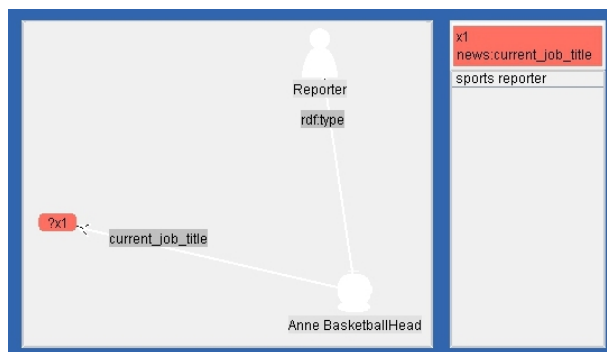 Reporter
rdf:type
?x1
current_job_title
Anne BasketballHead
x1
news:current_job_title
sports reporter